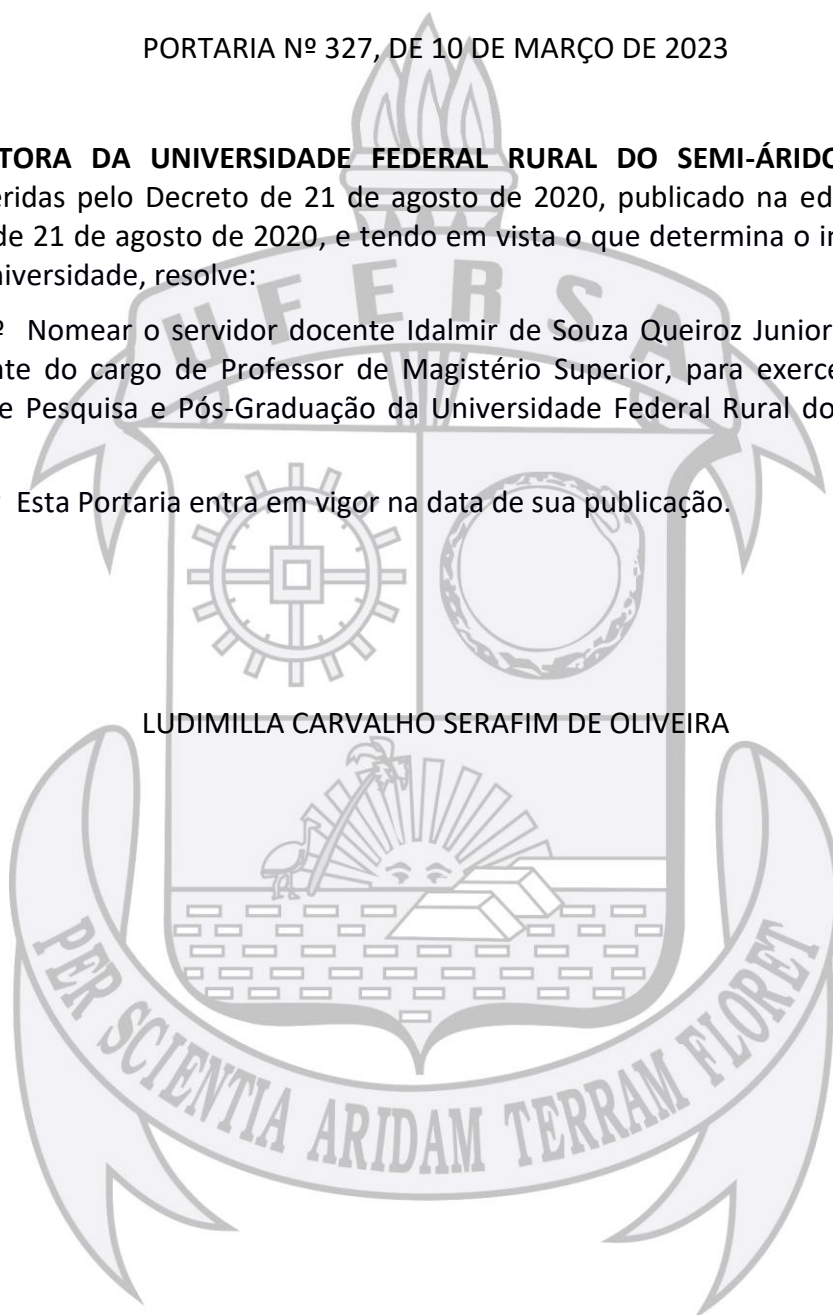 PORTARIA Nº 327, DE 10 DE MARÇO DE 2023
TORA DA UNIVERSIDADE FEDERAL RURAL DO SEMI-ÁRIDO
eridas pelo Decreto de 21 de agosto de 2020, publicado na ed
de 21 de agosto de 2020, e tendo em vista o que determina o i
niversidade, resolve:
º Nomear o servidor docente Idalmir de Souza Queiroz Junior
nte do cargo de Professor de Magistério Superior, para exerce
e Pesquisa e Pós-Graduação da Universidade Federal Rural do
Esta Portaria entra em vigor na data de sua publicação.
LUDIMILLA CARVALHO SERAFIM DE OLIVEIRA
UFERSA
PER SCIENTIA ARIDAM TERRAM FLORET